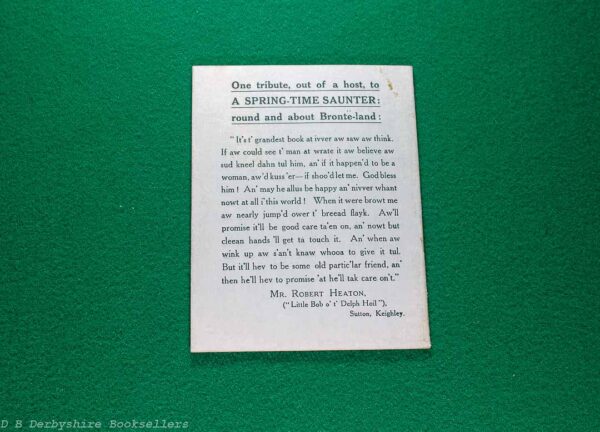 One tribute, out of a host, to
A SPRING-TIME SAUNTER:
round and about Brontë-land:
"It's t' grandest book at ivver aw saw aw think.
If aw could see t' man at wrate it aw believe aw
sud kneel dahn tul him, an' if it happen'd to be a
woman, aw'd kuss 'er—if shoo'd let me. God bless
him! An' may he allus be happy an' nivver whant
nowt at all i' this world! When it were browt me
aw nearly jump'd ower t' breead flayk. Aw'll
promise it'll be good care ta'en on, an' nowt but
cleean hands 'll get ta touch it. An' when aw
wink up aw s'an't knaw whooa to give it tul.
But it'll hev to be some old partic'lar friend, an'
then he'll hev to promise 'at he'll tak care on't."
MR. ROBERT HEATON,
("Little Bob o' t' Delph Heil"),
Sutton, Keighley.
D B Derbyshire Booksellers